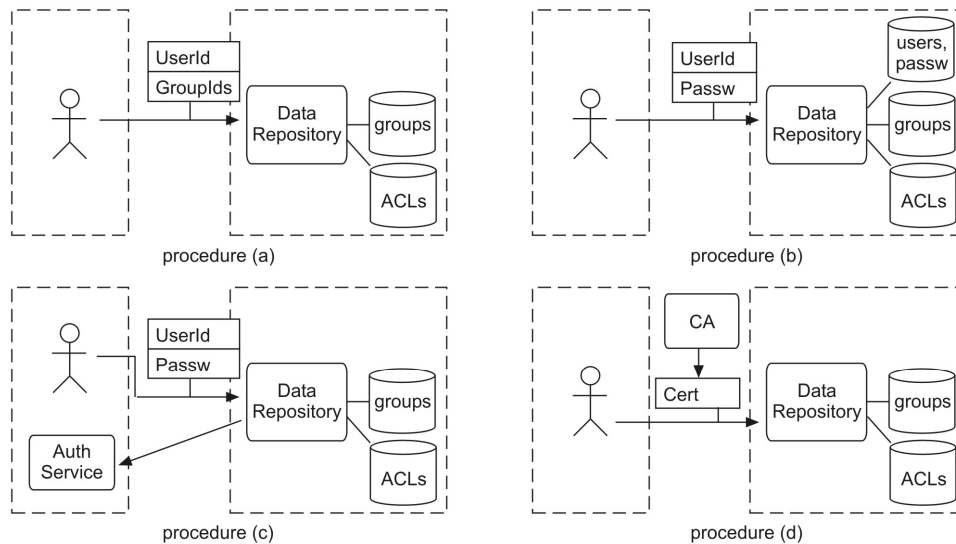 UserId
GroupIds
Data
Repository
groups
ACLs
procedure (a)
UserId
Passw
Data
Repository
users,
passw
groups
ACLs
procedure (b)
UserId
Passw
Data
Repository
groups
ACLs
Auth
Service
procedure (c)
CA
Cert
Data
Repository
groups
ACLs
procedure (d)